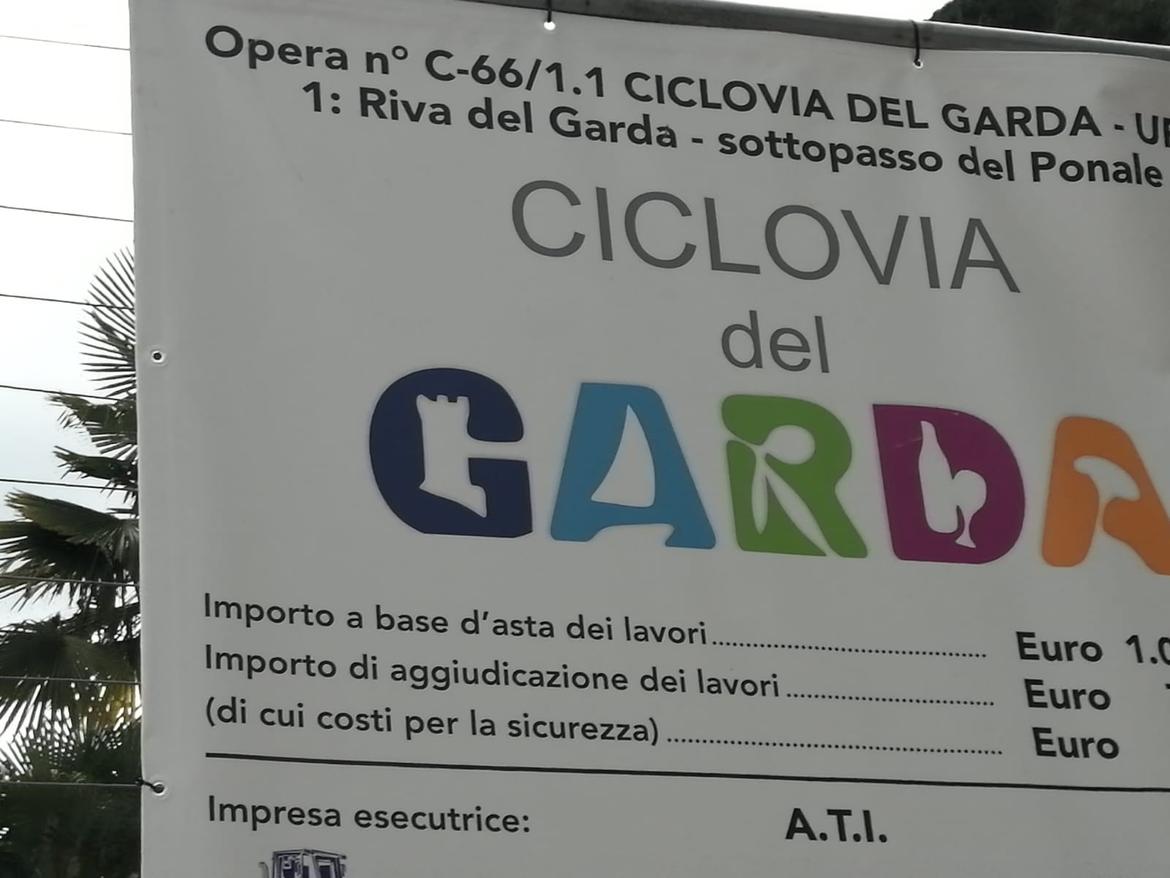 Opera n° C-66/1.1 CICLOVIA DEL GARDA -
1: Riva del Garda - sottopasso del Ponale
CICLOVIA
del
GARDA
Importo a base d'asta dei lavori........................................ Euro 1.0
Importo di aggiudicazione dei lavori.............................. Euro
(di cui costi per la sicurezza)................................................ Euro
Impresa esecutrice: A.T.I.